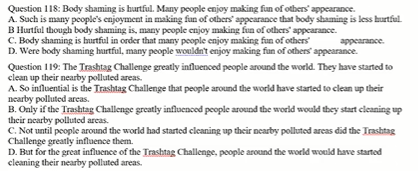 Question 118: Body shaming is hurtful. Many people enjoy making fun of others' appearance.
A. Such is many people's enjoyment in making fun of others' appearance that body shaming is less hurtful.
B Hurtful though body shaming is, many people enjoy making fun of others' appearance.
C. Body shaming is hurtful in order that many people enjoy making fun of others' appearance.
D. Were body shaming hurtful, many people wouldn't enjoy making fun of others' appearance.
Question 119: The Trashtag Challenge greatly influenced people around the world. They have started to
clean up their nearby polluted areas.
A. So influential is the Trashtag Challenge that people around the world have started to clean up their
nearby polluted areas.
B. Only if the Trashtag Challenge greatly influenced people around the world would they start cleaning up
their nearby polluted areas.
C. Not until people around the world had started cleaning up their nearby polluted areas did the Trashtag
Challenge greatly influence them.
D. But for the great influence of the Trashtag Challenge, people around the world would have started
cleaning their nearby polluted areas.